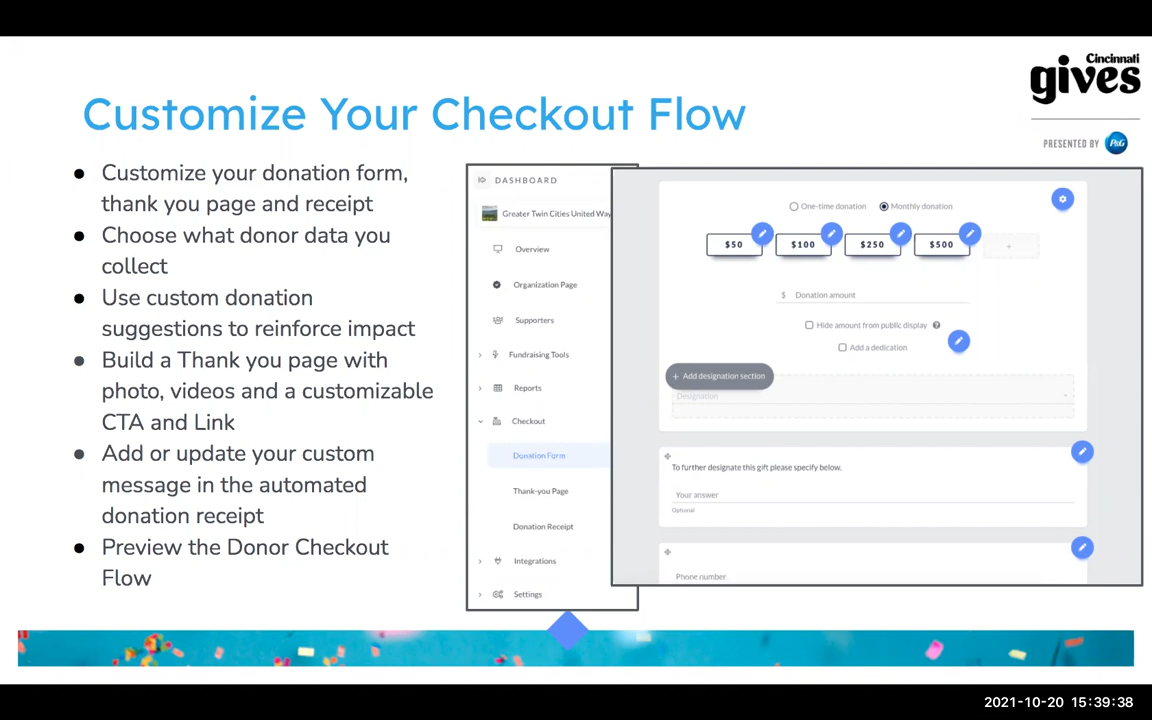 Cincinnati
gives
PRESENTED BY P&G
Customize Your Checkout Flow
● Customize your donation form,
thank you page and receipt
● Choose what donor data you
collect
● Use custom donation
suggestions to reinforce impact
● Build a Thank you page with
photo, videos and a customizable
CTA and Link
● Add or update your custom
message in the automated
donation receipt
● Preview the Donor Checkout
Flow
DASHBOARD
Greater Twin Cities United Way
Overview
Organization Page
Supporters
Fundraising Tools
Reports
Checkout
Donation Form
Thank-you Page
Donation Receipt
Integrations
Settings
One-time donation Monthly donation
$50 $100 $250 $500 +
$ Donation amount
Hide amount from public display ?
Add a dedication
+ Add designation section
Designation
To further designate this gift please specify below.
Your answer
Optional
Phone number
2021-10-20 15:39:38